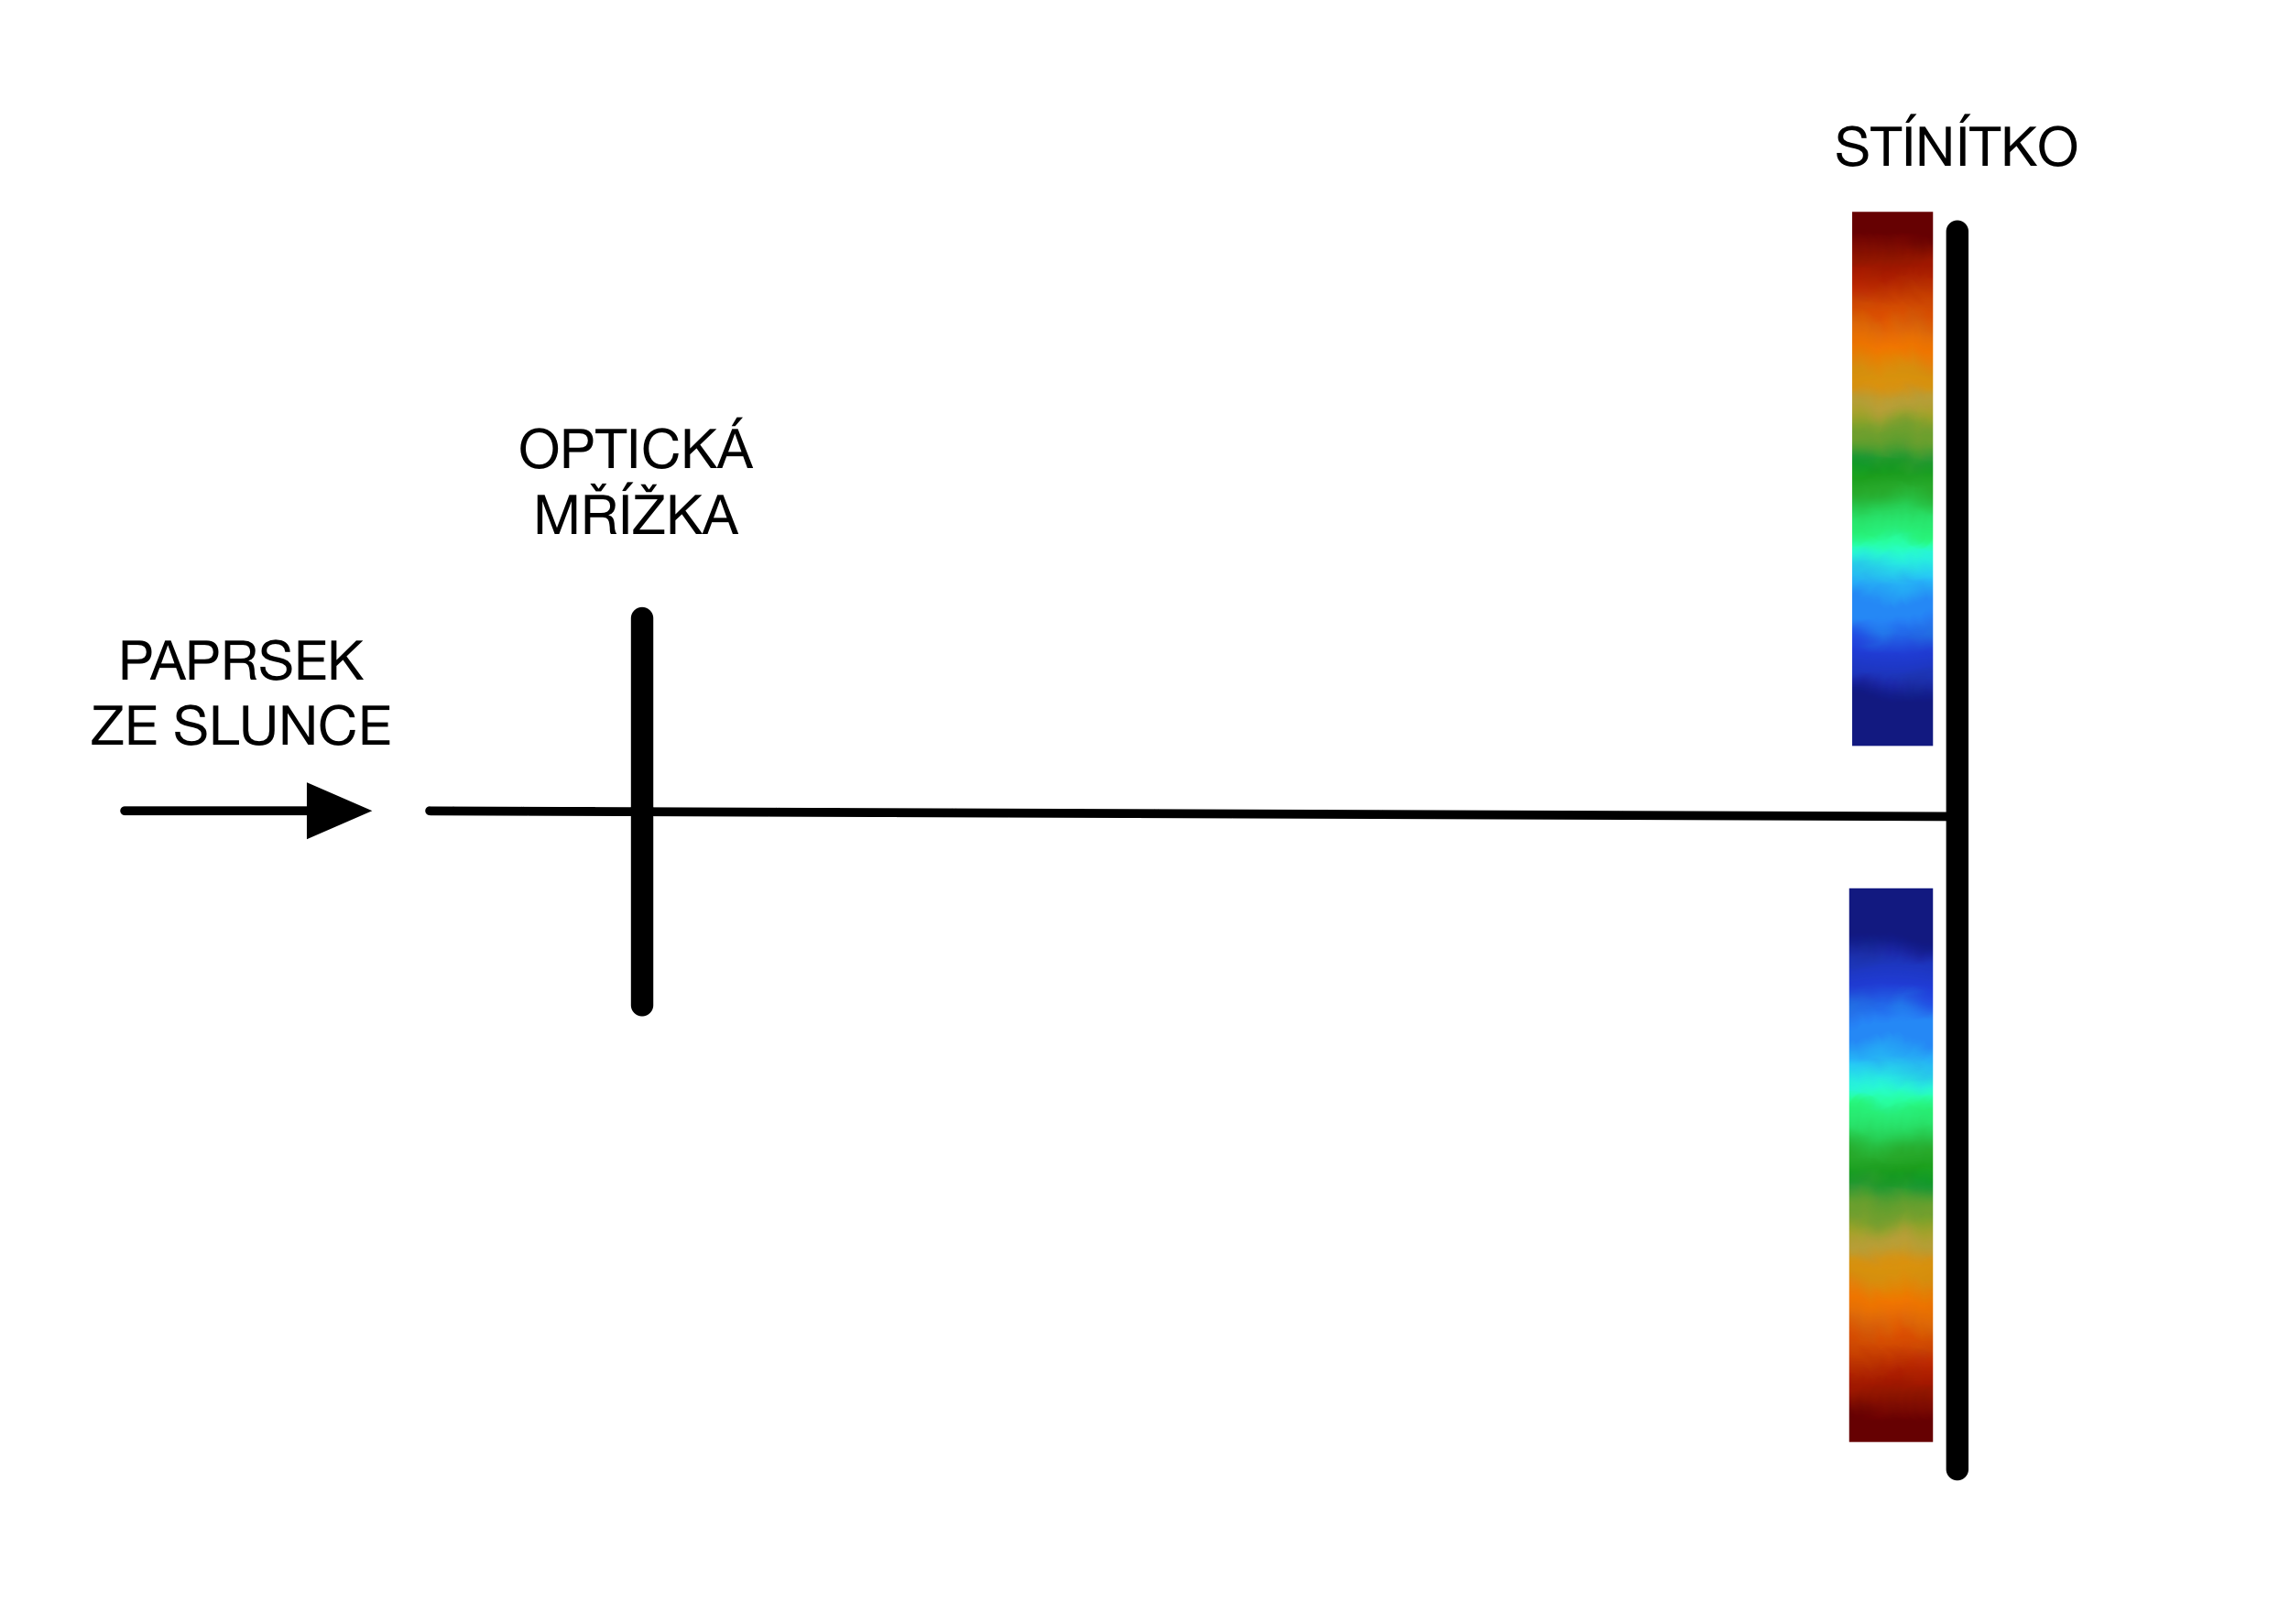 STÍNÍTKO
OPTICKÁ
MŘÍŽKA
PAPRSEK
ZE SLUNCE